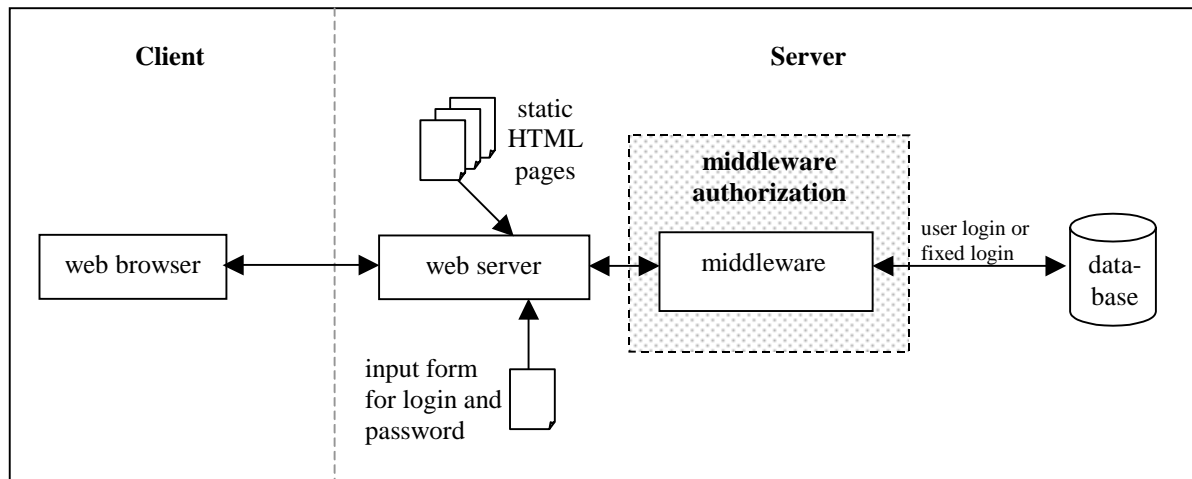 Client
Server
static
HTML
pages
middleware
authorization
web browser
web server
middleware
user login or
fixed login
data-
base
input form
for login and
password